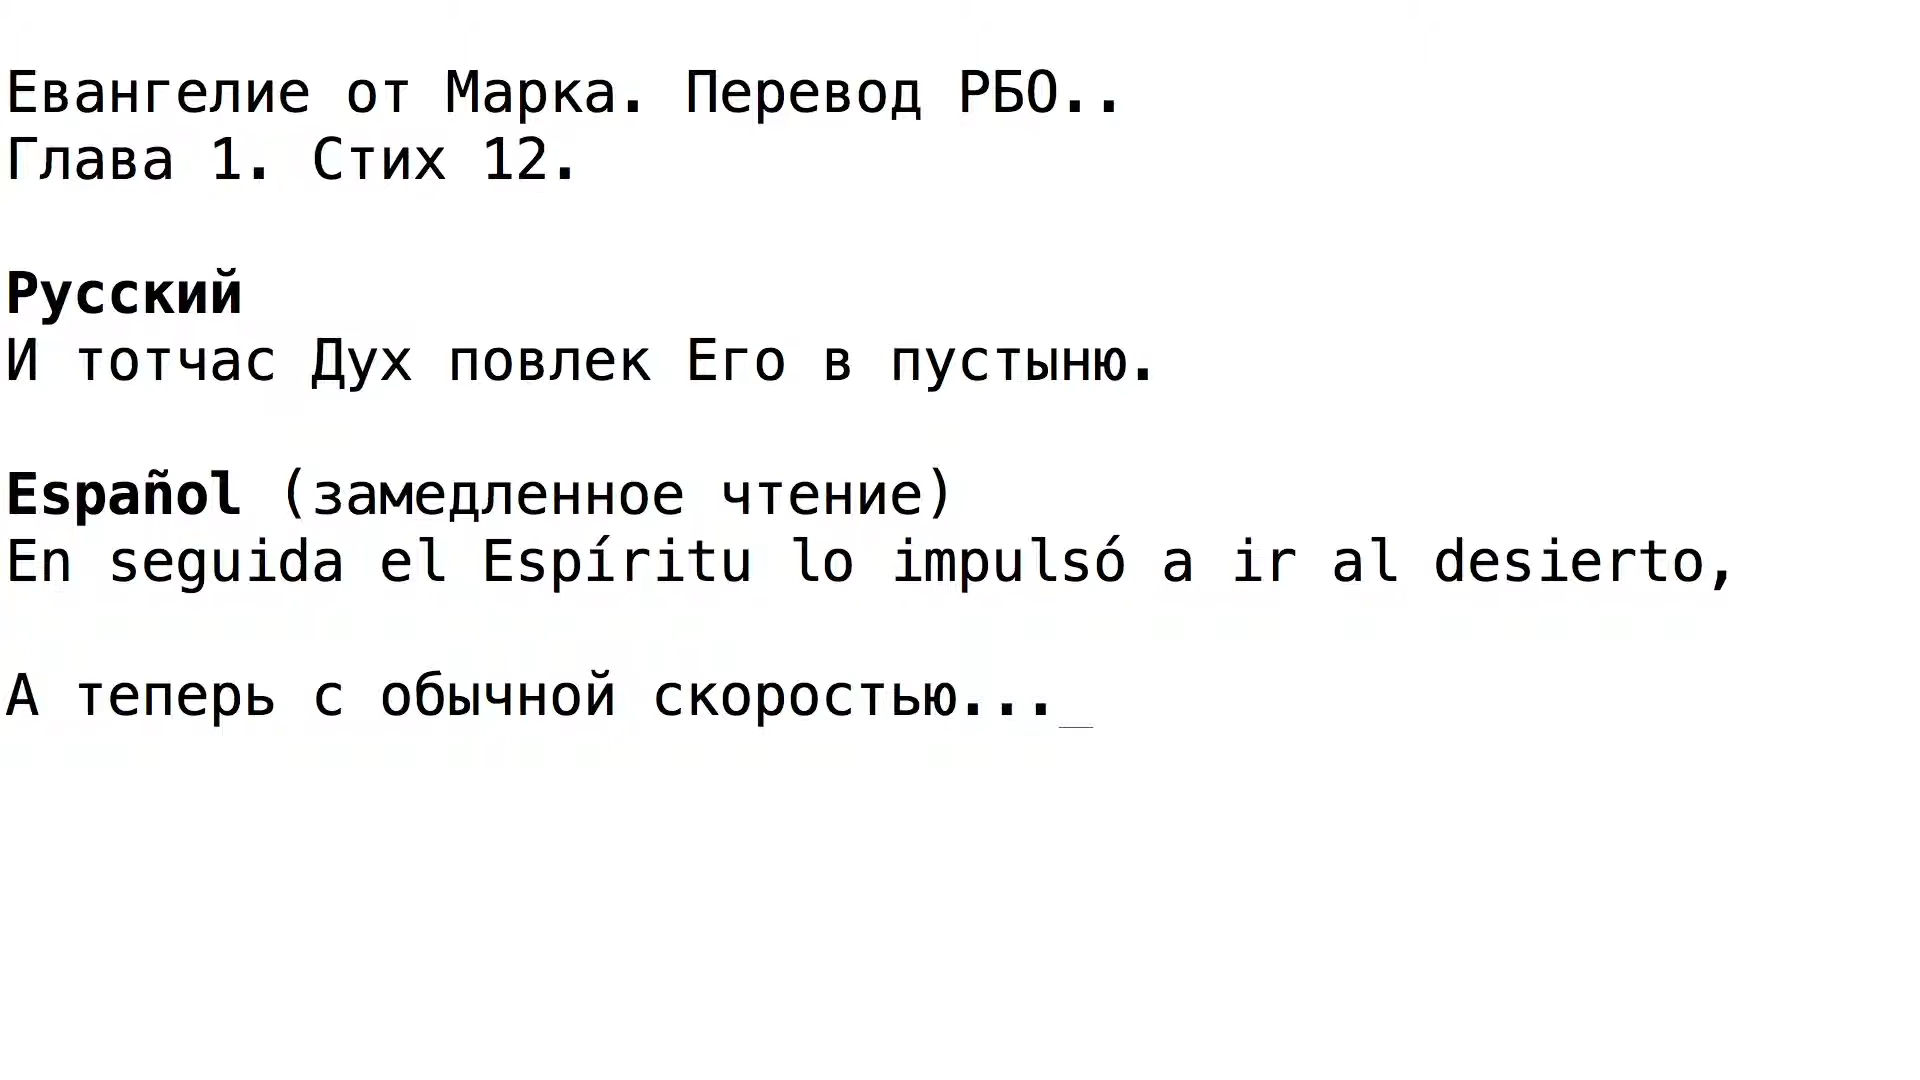 Евангелие от Марка. Перевод РБО..
Глава 1. Стих 12.
Русский
И тотчас Дух повлек Его в пустыню.
Español (замедленное чтение)
En seguida el Espíritu lo impulsó a ir al desierto,
А теперь с обычной скоростью..._